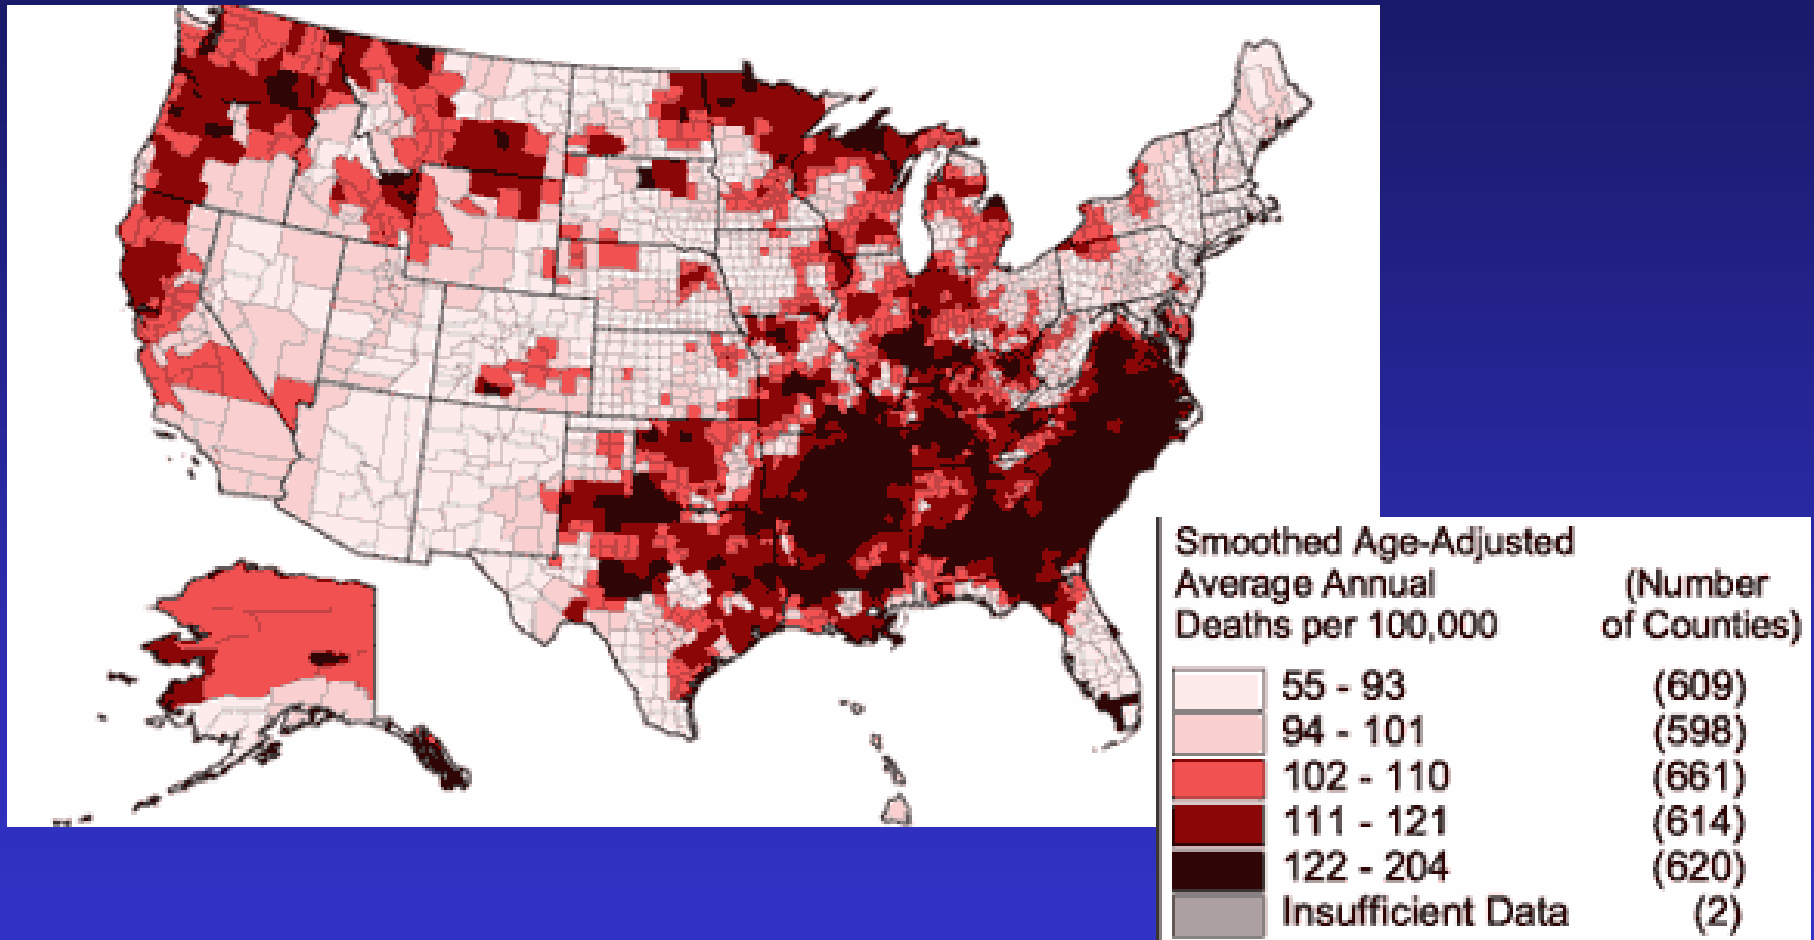 Smoothed Age-Adjusted
Average Annual (Number
Deaths per 100,000 of Counties)
55 - 93 (609)
94 - 101 (598)
102 - 110 (661)
111 - 121 (614)
122 - 204 (620)
Insufficient Data (2)